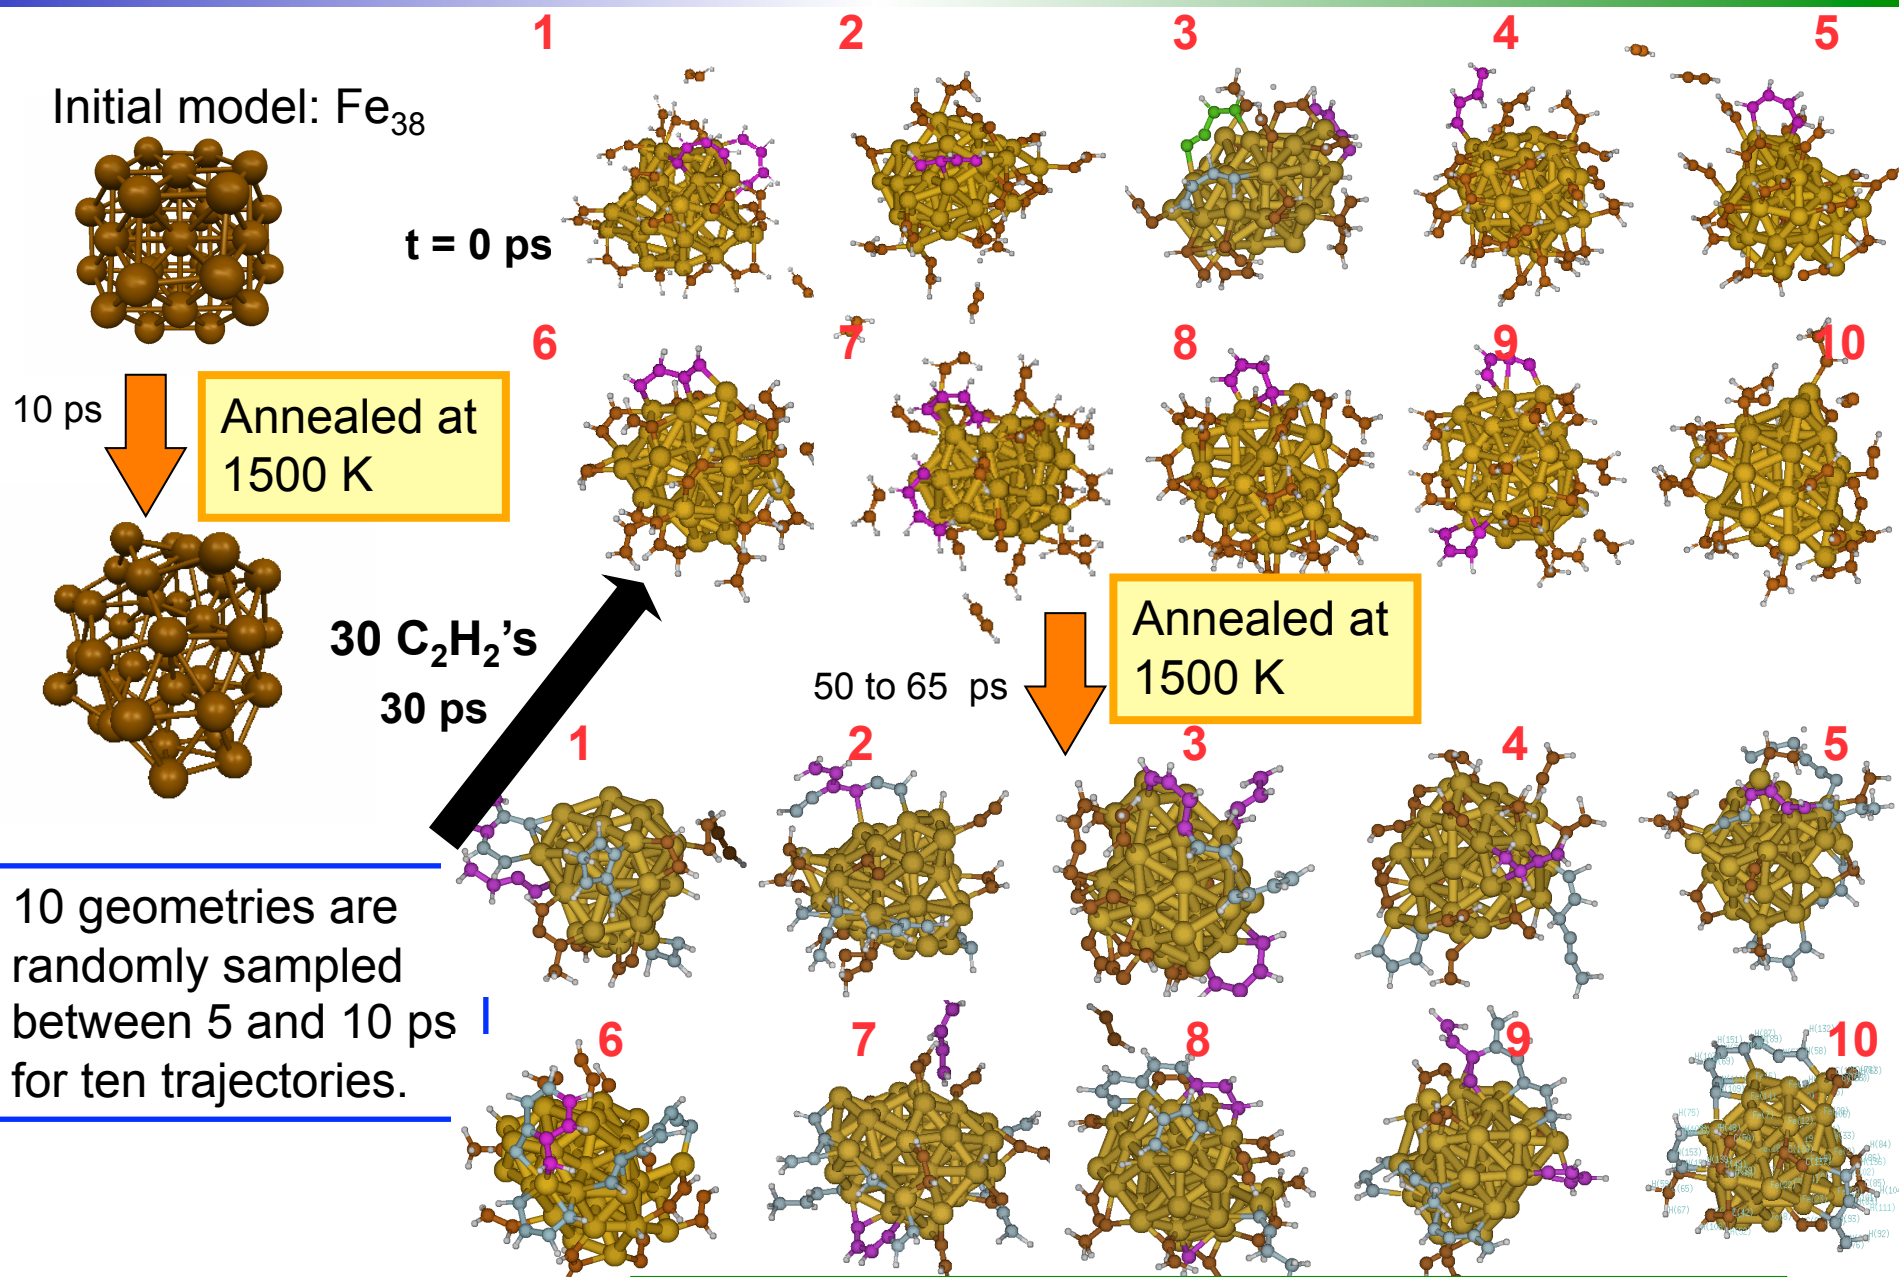 1 2 3 4 5
Initial model: Fe38
t = 0 ps
6 7 8 9 10
10 ps
Annealed at
1500 K
30 C2H2's
30 ps
Annealed at
1500 K
50 to 65 ps
1 2 3 4 5
10 geometries are
randomly sampled
between 5 and 10 ps
for ten trajectories.
6 7 8 9 10